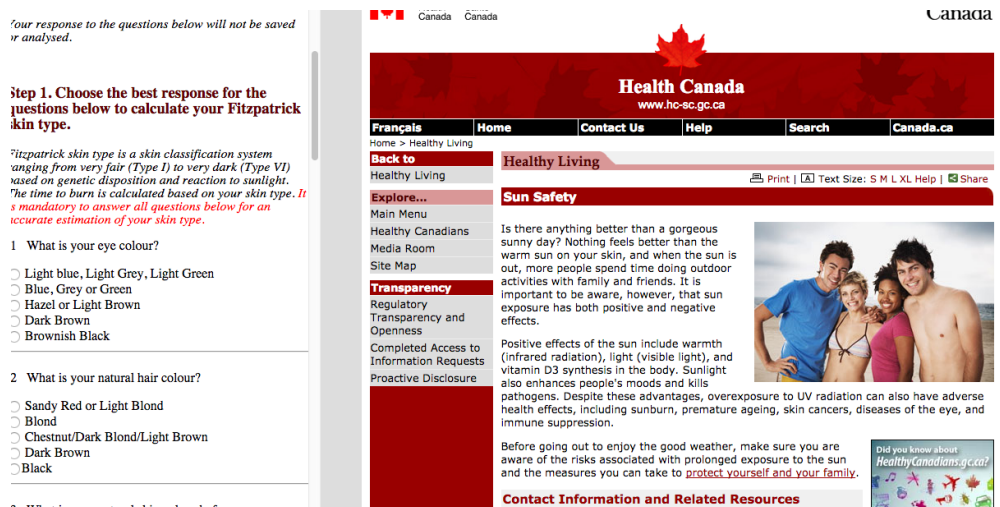 Your response to the questions below will not be saved
or analysed.
Step 1. Choose the best response for the
questions below to calculate your Fitzpatrick
skin type.
Fitzpatrick skin type is a skin classification system
ranging from very fair (Type I) to very dark (Type VI)
based on genetic disposition and reaction to sunlight.
The time to burn is calculated based on your skin type. It
is mandatory to answer all questions below for an
accurate estimation of your skin type.
1 What is your eye colour?
Light blue, Light Grey, Light Green
Blue, Grey or Green
Hazel or Light Brown
Dark Brown
Brownish Black
2 What is your natural hair colour?
Sandy Red or Light Blond
Blond
Chestnut/Dark Blond/Light Brown
Dark Brown
Black
Canada Canada
Canada
Health Canada
www.hc-sc.gc.ca
Français Home Contact Us Help Search Canada.ca
Home > Healthy Living
Back to
Healthy Living
Explore...
Main Menu
Healthy Canadians
Media Room
Site Map
Transparency
Regulatory
Transparency and
Openness
Completed Access to
Information Requests
Proactive Disclosure
Healthy Living
Print | A Text Size: S M L XL Help | Share
Sun Safety
Is there anything better than a gorgeous
sunny day? Nothing feels better than the
warm sun on your skin, and when the sun is
out, more people spend time doing outdoor
activities with family and friends. It is
important to be aware, however, that sun
exposure has both positive and negative
effects.
Positive effects of the sun include warmth
(infrared radiation), light (visible light), and
vitamin D3 synthesis in the body. Sunlight
also enhances people's moods and kills
pathogens. Despite these advantages, overexposure to UV radiation can also have adverse
health effects, including sunburn, premature ageing, skin cancers, diseases of the eye, and
immune suppression.
Before going out to enjoy the good weather, make sure you are
aware of the risks associated with prolonged exposure to the sun
and the measures you can take to protect yourself and your family.
Did you know about
HealthyCanadians.gc.ca?
Contact Information and Related Resources